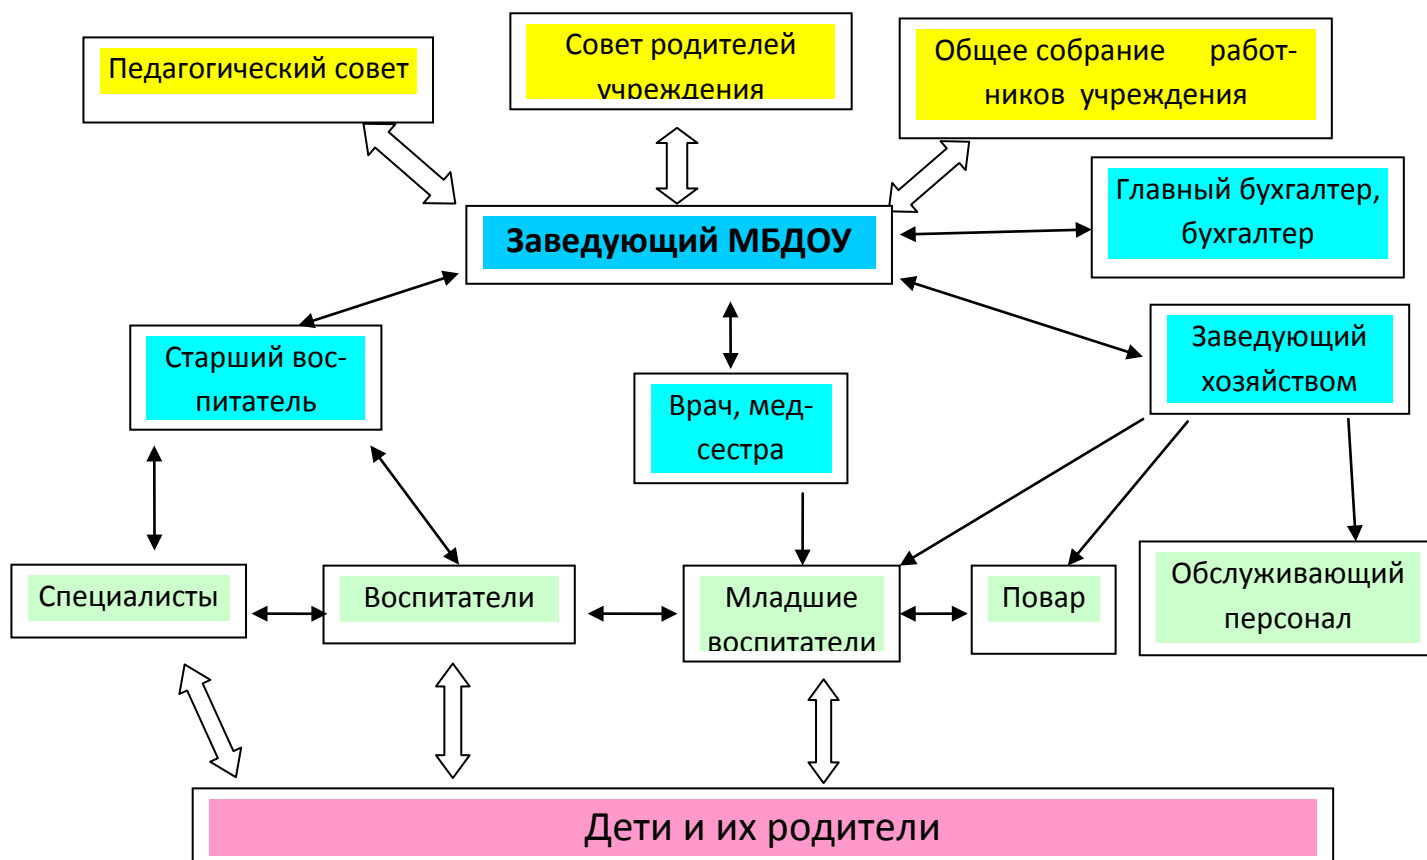 Педагогический совет
Совет родителей
учреждения
Общее собрание работ-
ников учреждения
Главный бухгалтер,
бухгалтер
Заведующий МБДОУ
Старший вос-
питатель
Врач, мед-
сестра
Заведующий
хозяйством
Специалисты
Воспитатели
Младшие
воспитатели
Повар
Обслуживающий
персонал
Дети и их родители